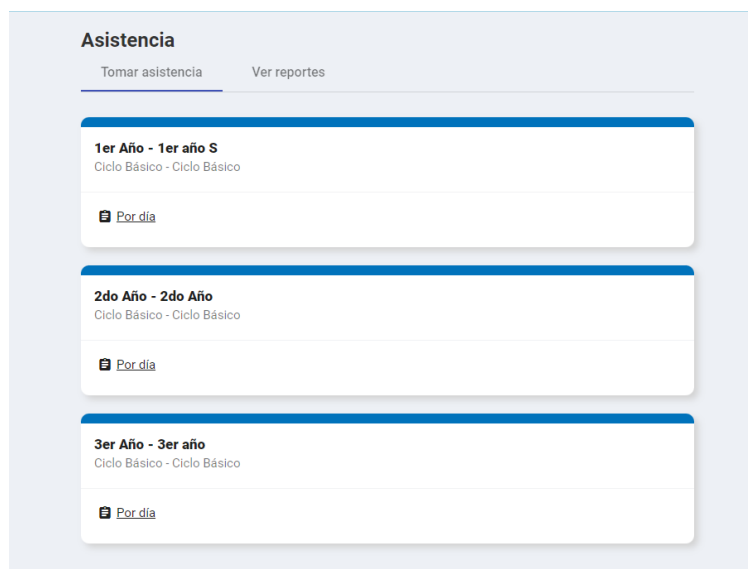 Asistencia
Tomar asistencia Ver reportes
1er Año - 1er año S
Ciclo Básico - Ciclo Básico
Por día
2do Año - 2do Año
Ciclo Básico - Ciclo Básico
Por día
3er Año - 3er año
Ciclo Básico - Ciclo Básico
Por día